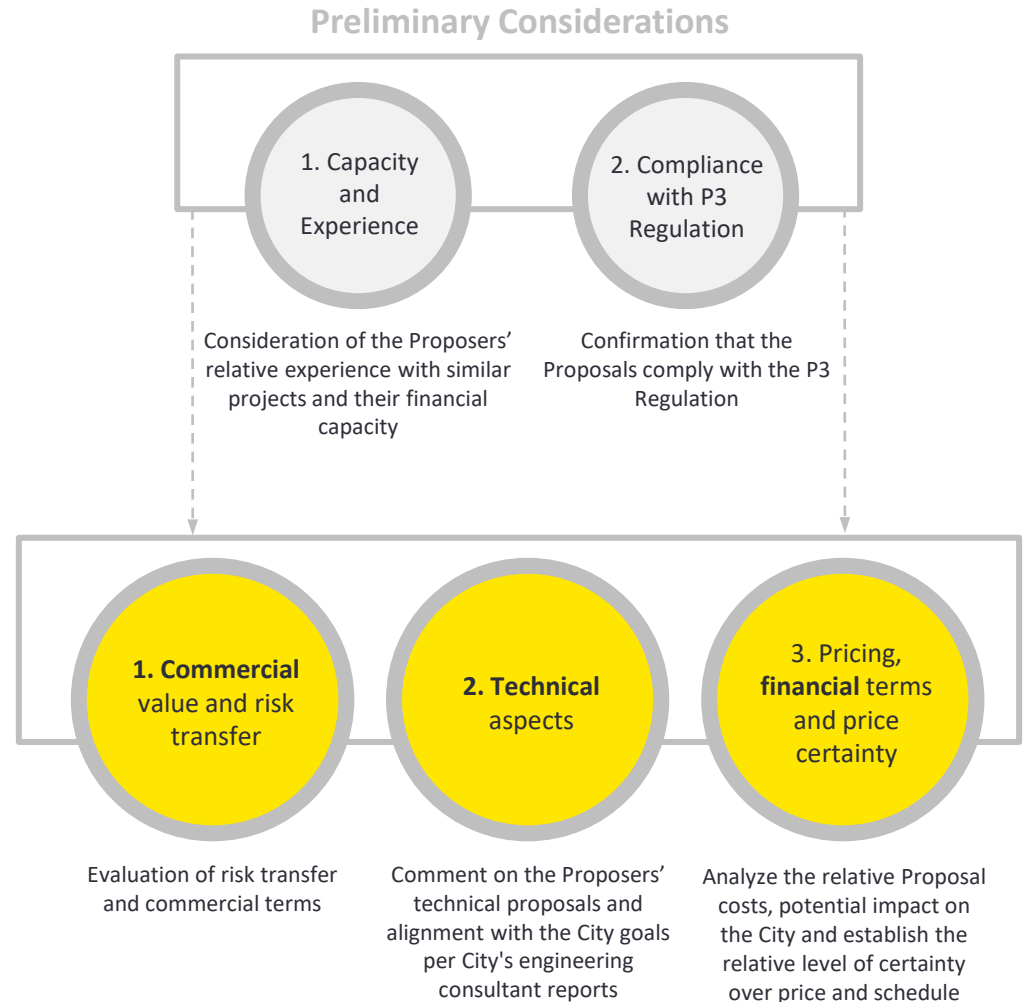 Preliminary Considerations
1. Capacity
and
Experience
2. Compliance
with P3
Regulation
Consideration of the Proposers’
relative experience with similar
projects and their financial
capacity
Confirmation that the
Proposals comply with the P3
Regulation
1. Commercial
value and risk
transfer
2. Technical
aspects
3. Pricing,
financial terms
and price
certainty
Evaluation of risk transfer
and commercial terms
Comment on the Proposers’
technical proposals and
alignment with the City goals
per City's engineering
consultant reports
Analyze the relative Proposal
costs, potential impact on
the City and establish the
relative level of certainty
over price and schedule